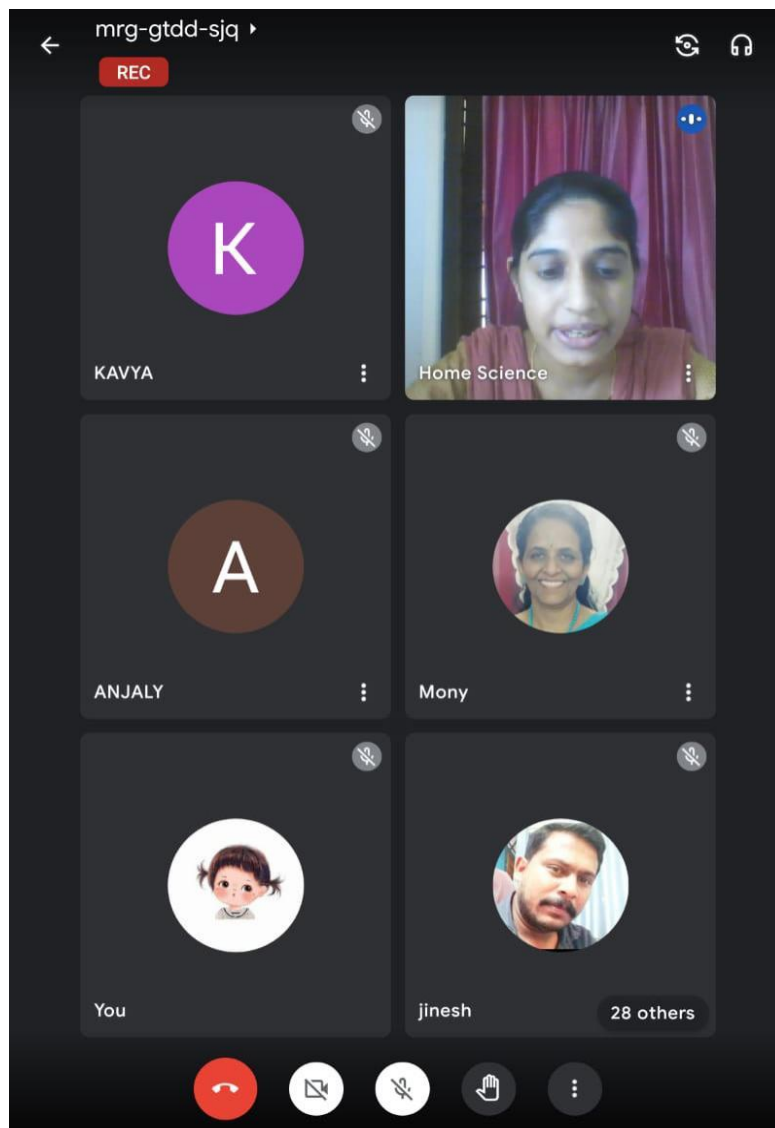 mrg-gtdd-sjq
REC
K
KAVYA
Home Science
A
ANJALY
Mony
You
jinesh
28 others